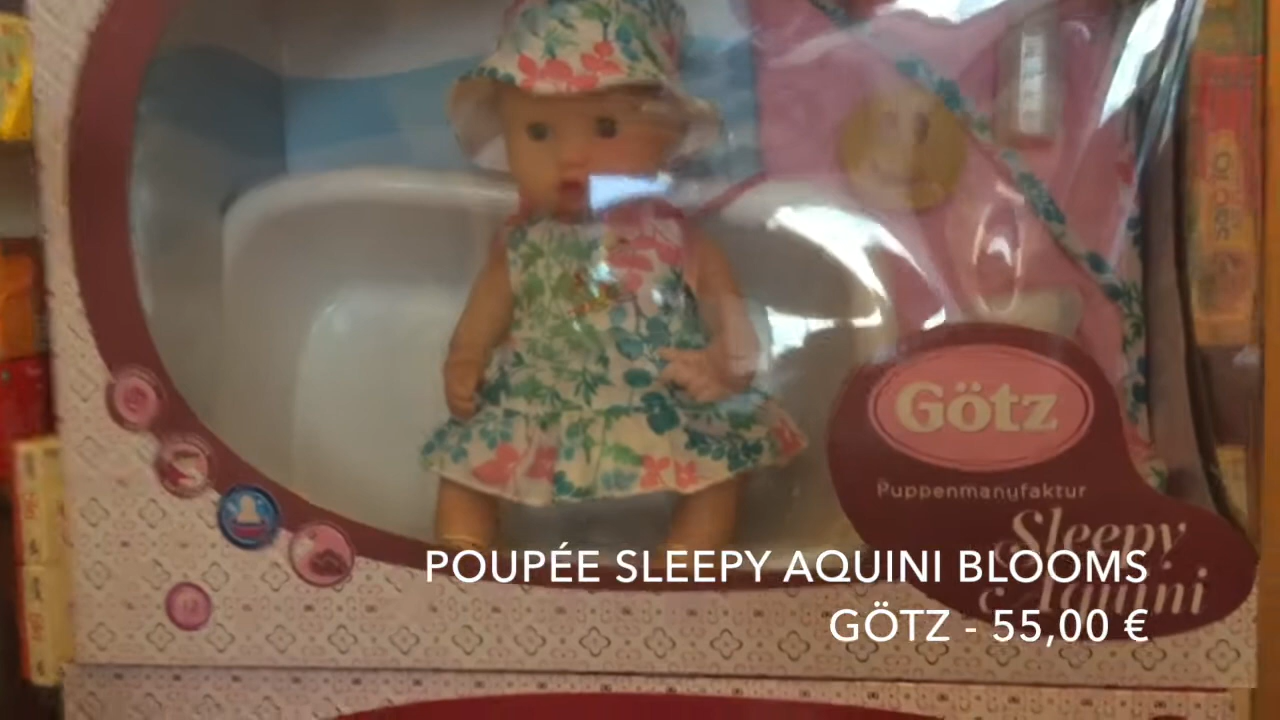 Götz
Puppenmanufaktur
Sleepy
Aquini
POUPÉE SLEEPY AQUINI BLOOMS
GÖTZ - 55,00 €